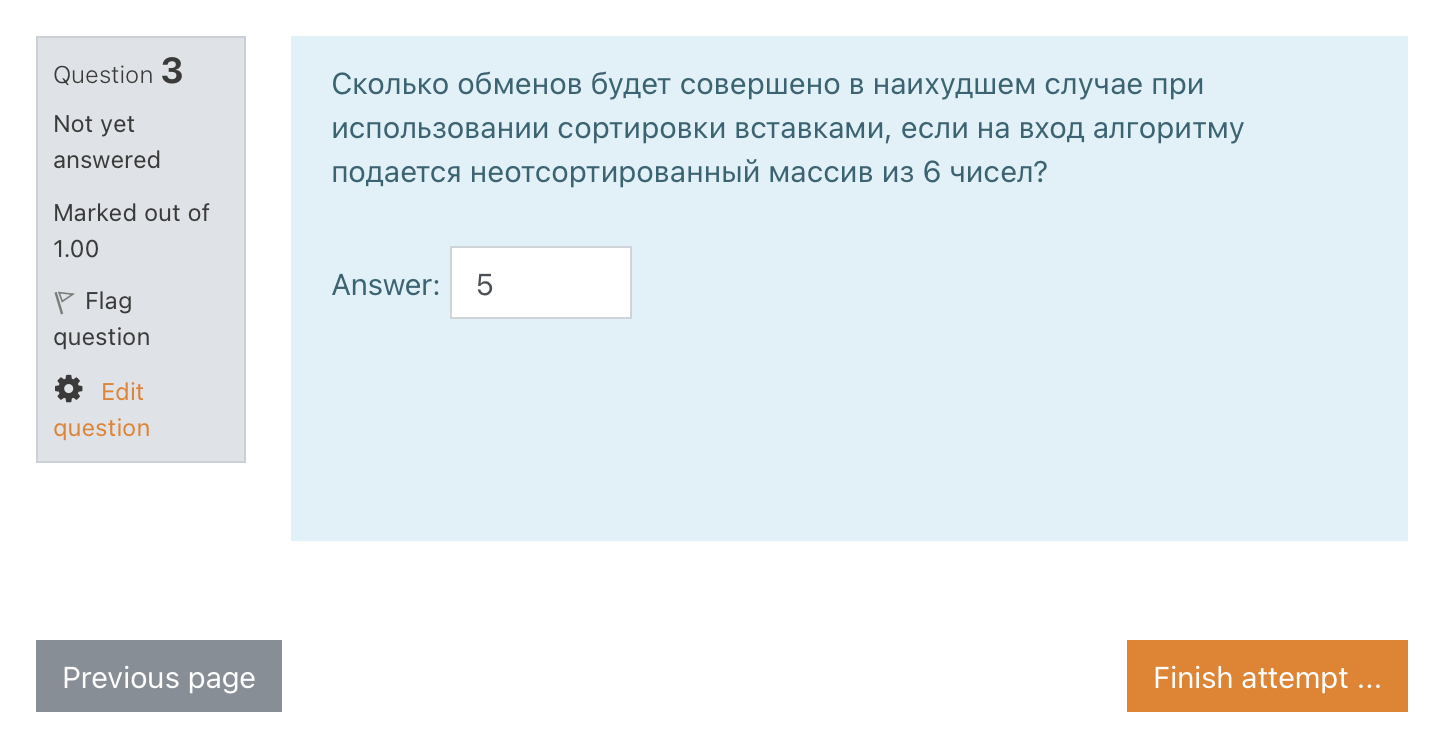 Question 3
Not yet
answered
Marked out of
1.00
Flag
question
Edit
question
Сколько обменов будет совершено в наихудшем случае при
использовании сортировки вставками, если на вход алгоритму
подается неотсортированный массив из 6 чисел?
Answer: 5
Previous page
Finish attempt ...